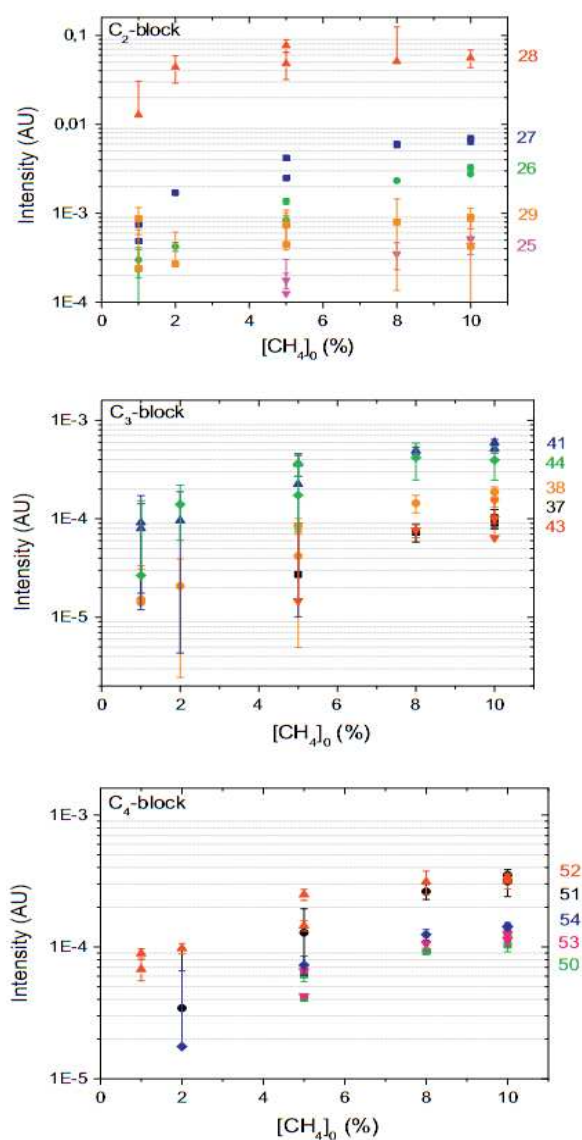 C2-block
0,1
0,01
1E-3
1E-4
Intensity (AU)
28
27
26
29
25
0 2 4 6 8 10
[CH4]0 (%)
C3-block
1E-3
1E-4
1E-5
Intensity (AU)
41
44
38
37
43
0 2 4 6 8 10
[CH4]0 (%)
C4-block
1E-3
1E-4
1E-5
Intensity (AU)
52
51
54
53
50
0 2 4 6 8 10
[CH4]0 (%)